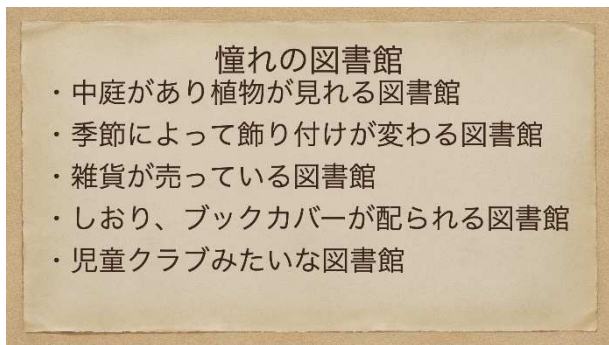 憧れの図書館
・中庭があり植物が見れる図書館
・季節によって飾り付けが変わる図書館
・雑貨が売っている図書館
・しおり、ブックカバーが配られる図書館
・児童クラブみたいな図書館